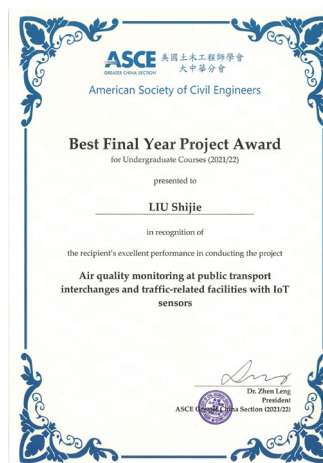 ASCE 美國土木工程師學會
GREATER CHINA SECTION 大中華分會
American Society of Civil Engineers
Best Final Year Project Award
for Undergraduate Courses (2021/22)
presented to
LIU Shijie
in recognition of
the recipient's excellent performance in conducting the project
Air quality monitoring at public transport
interchanges and traffic-related facilities with IoT
sensors
Dr. Zhen Leng
President
ASCE Greater China Section (2021/22)